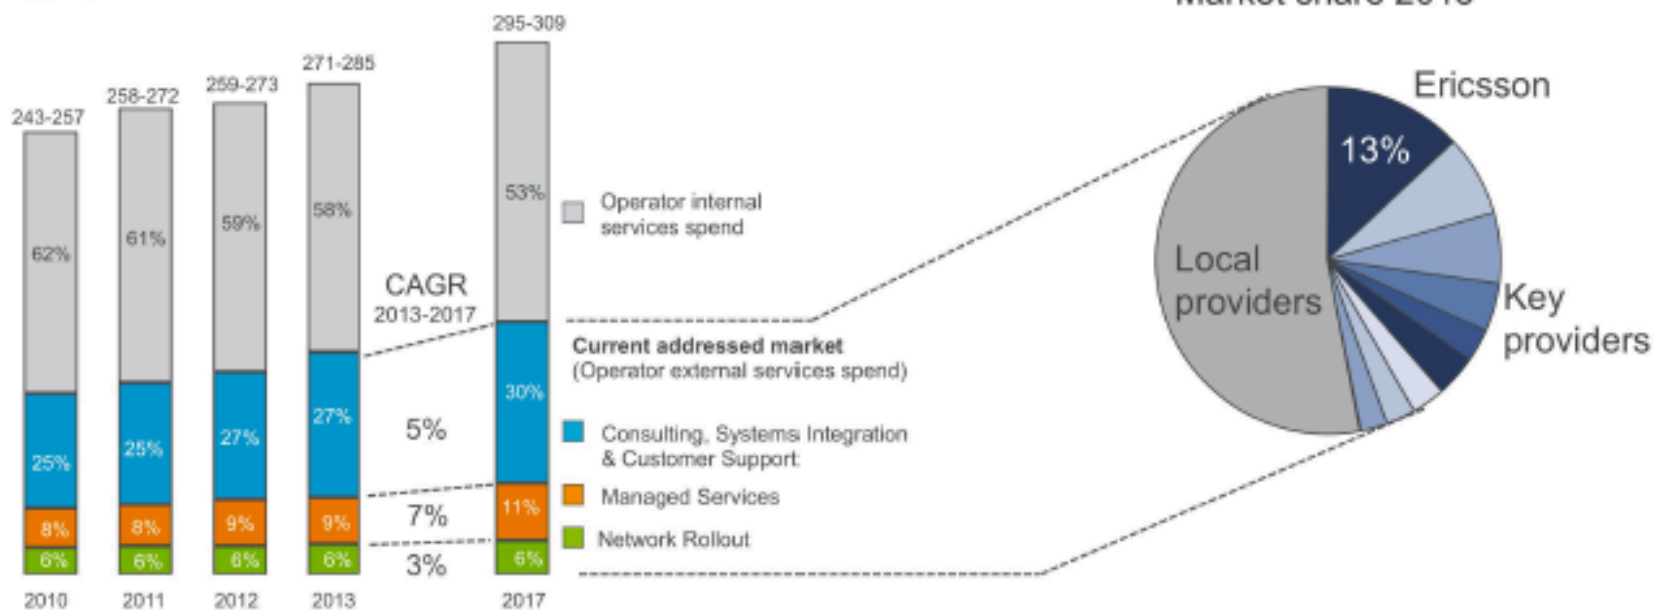 Market share 2013
295-309
271-285
259-273
258-272
243-257
Ericsson
13%
53%
58%
59%
61%
62%
Operator internal
services spend
Local
providers
Key
providers
CAGR
2013-2017
Current addressed market
(Operator external services spend)
30%
27%
27%
25%
25%
5%
Consulting, Systems Integration
& Customer Support
11%
9%
9%
8%
8%
7%
Managed Services
6%
6%
6%
6%
6%
3%
Network Rollout
2010
2011
2012
2013
2017